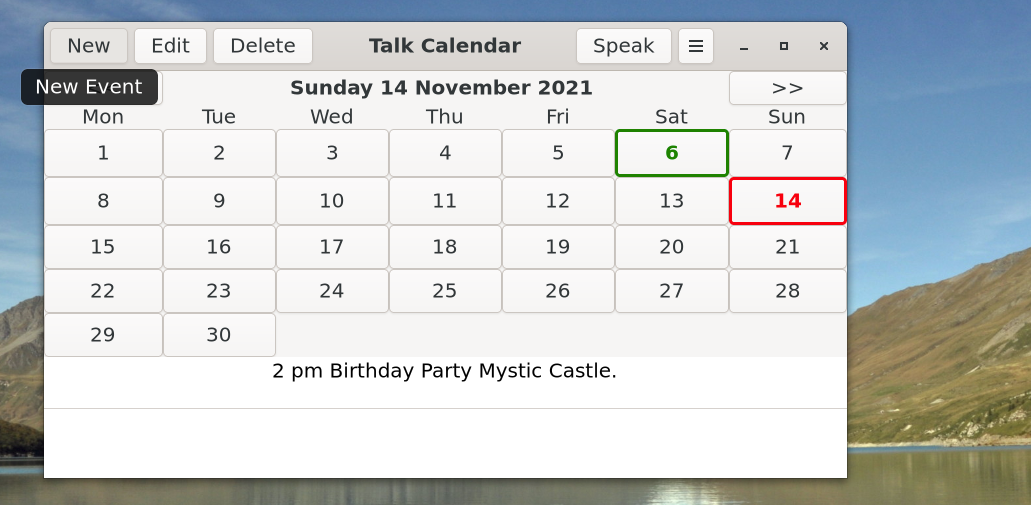 New Edit Delete Talk Calendar Speak
New Event
Sunday 14 November 2021 >>
Mon Tue Wed Thu Fri Sat Sun
1 2 3 4 5 6 7
8 9 10 11 12 13 14
15 16 17 18 19 20 21
22 23 24 25 26 27 28
29 30
2 pm Birthday Party Mystic Castle.